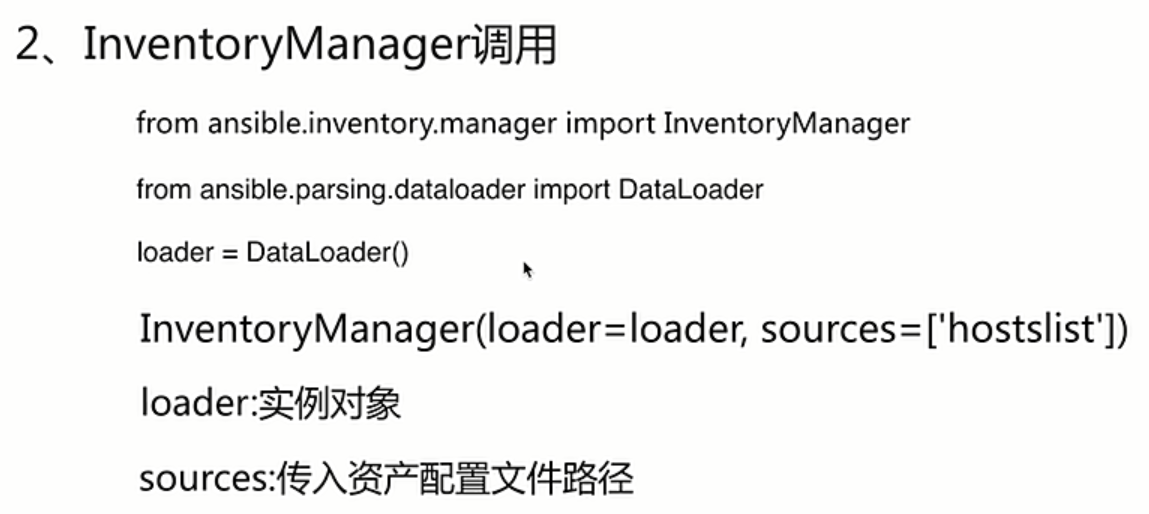 2、InventoryManager调用
from ansible.inventory.manager import InventoryManager
from ansible.parsing.dataloader import DataLoader
loader = DataLoader()
InventoryManager(loader=loader, sources=['hostslist'])
loader:实例对象
sources:传入资产配置文件路径